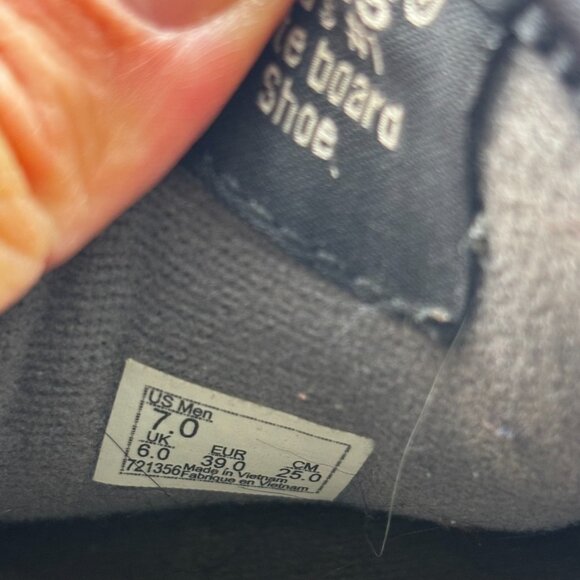 te board
Shoe.
US Men
7.0
UK EUR CM
6.0 39.0 25.0
721356 Made in Vietnam
Fabrique en Vietnam